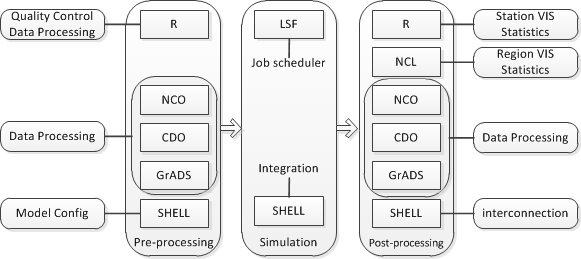 Quality Control
Data Processing
R
LSF
Job scheduler
R
Station VIS
Statistics
NCL
Region VIS
Statistics
Data Processing
NCO
CDO
GrADS
NCO
CDO
GrADS
Data Processing
Integration
Model Config
SHELL
SHELL
SHELL
interconnection
Pre-processing
Simulation
Post-processing